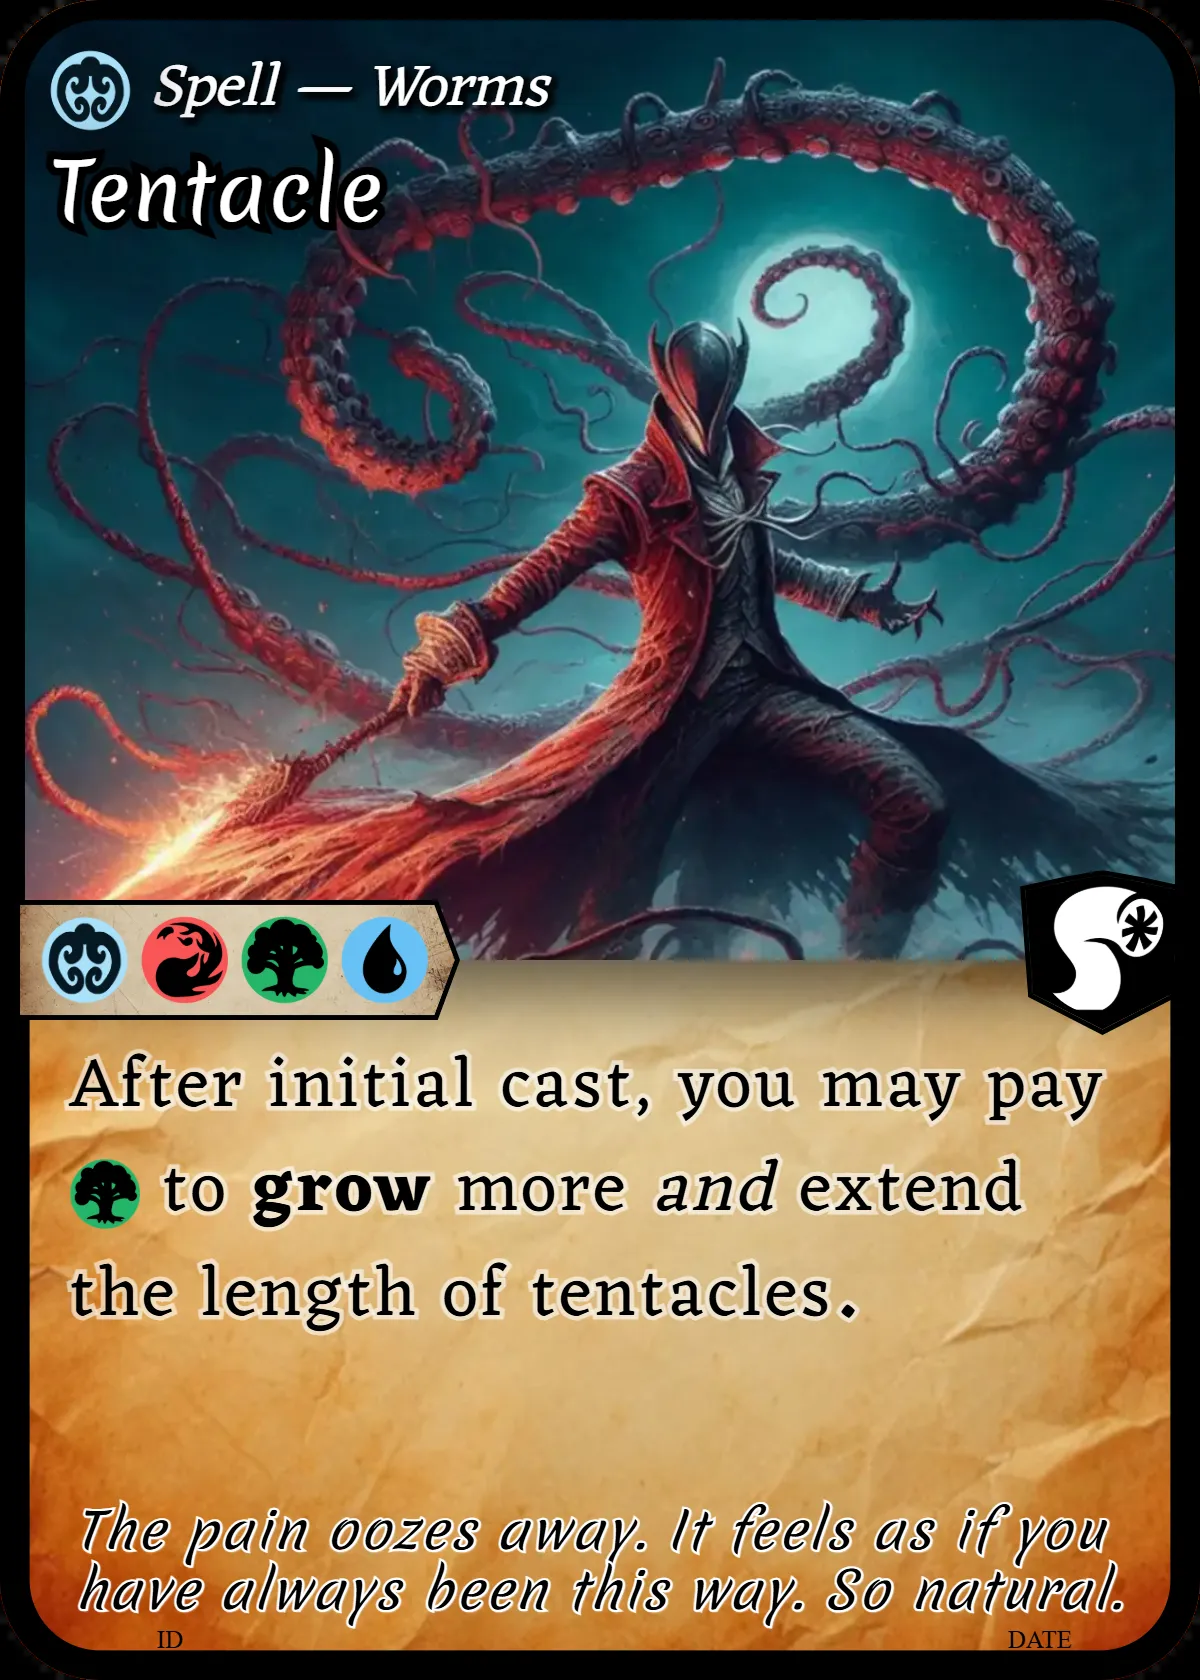 Spell — Worms
Tentacle
After initial cast, you may pay
to grow more and extend
the length of tentacles.
The pain oozes away. It feels as if you
have always been this way. So natural.
ID DATE